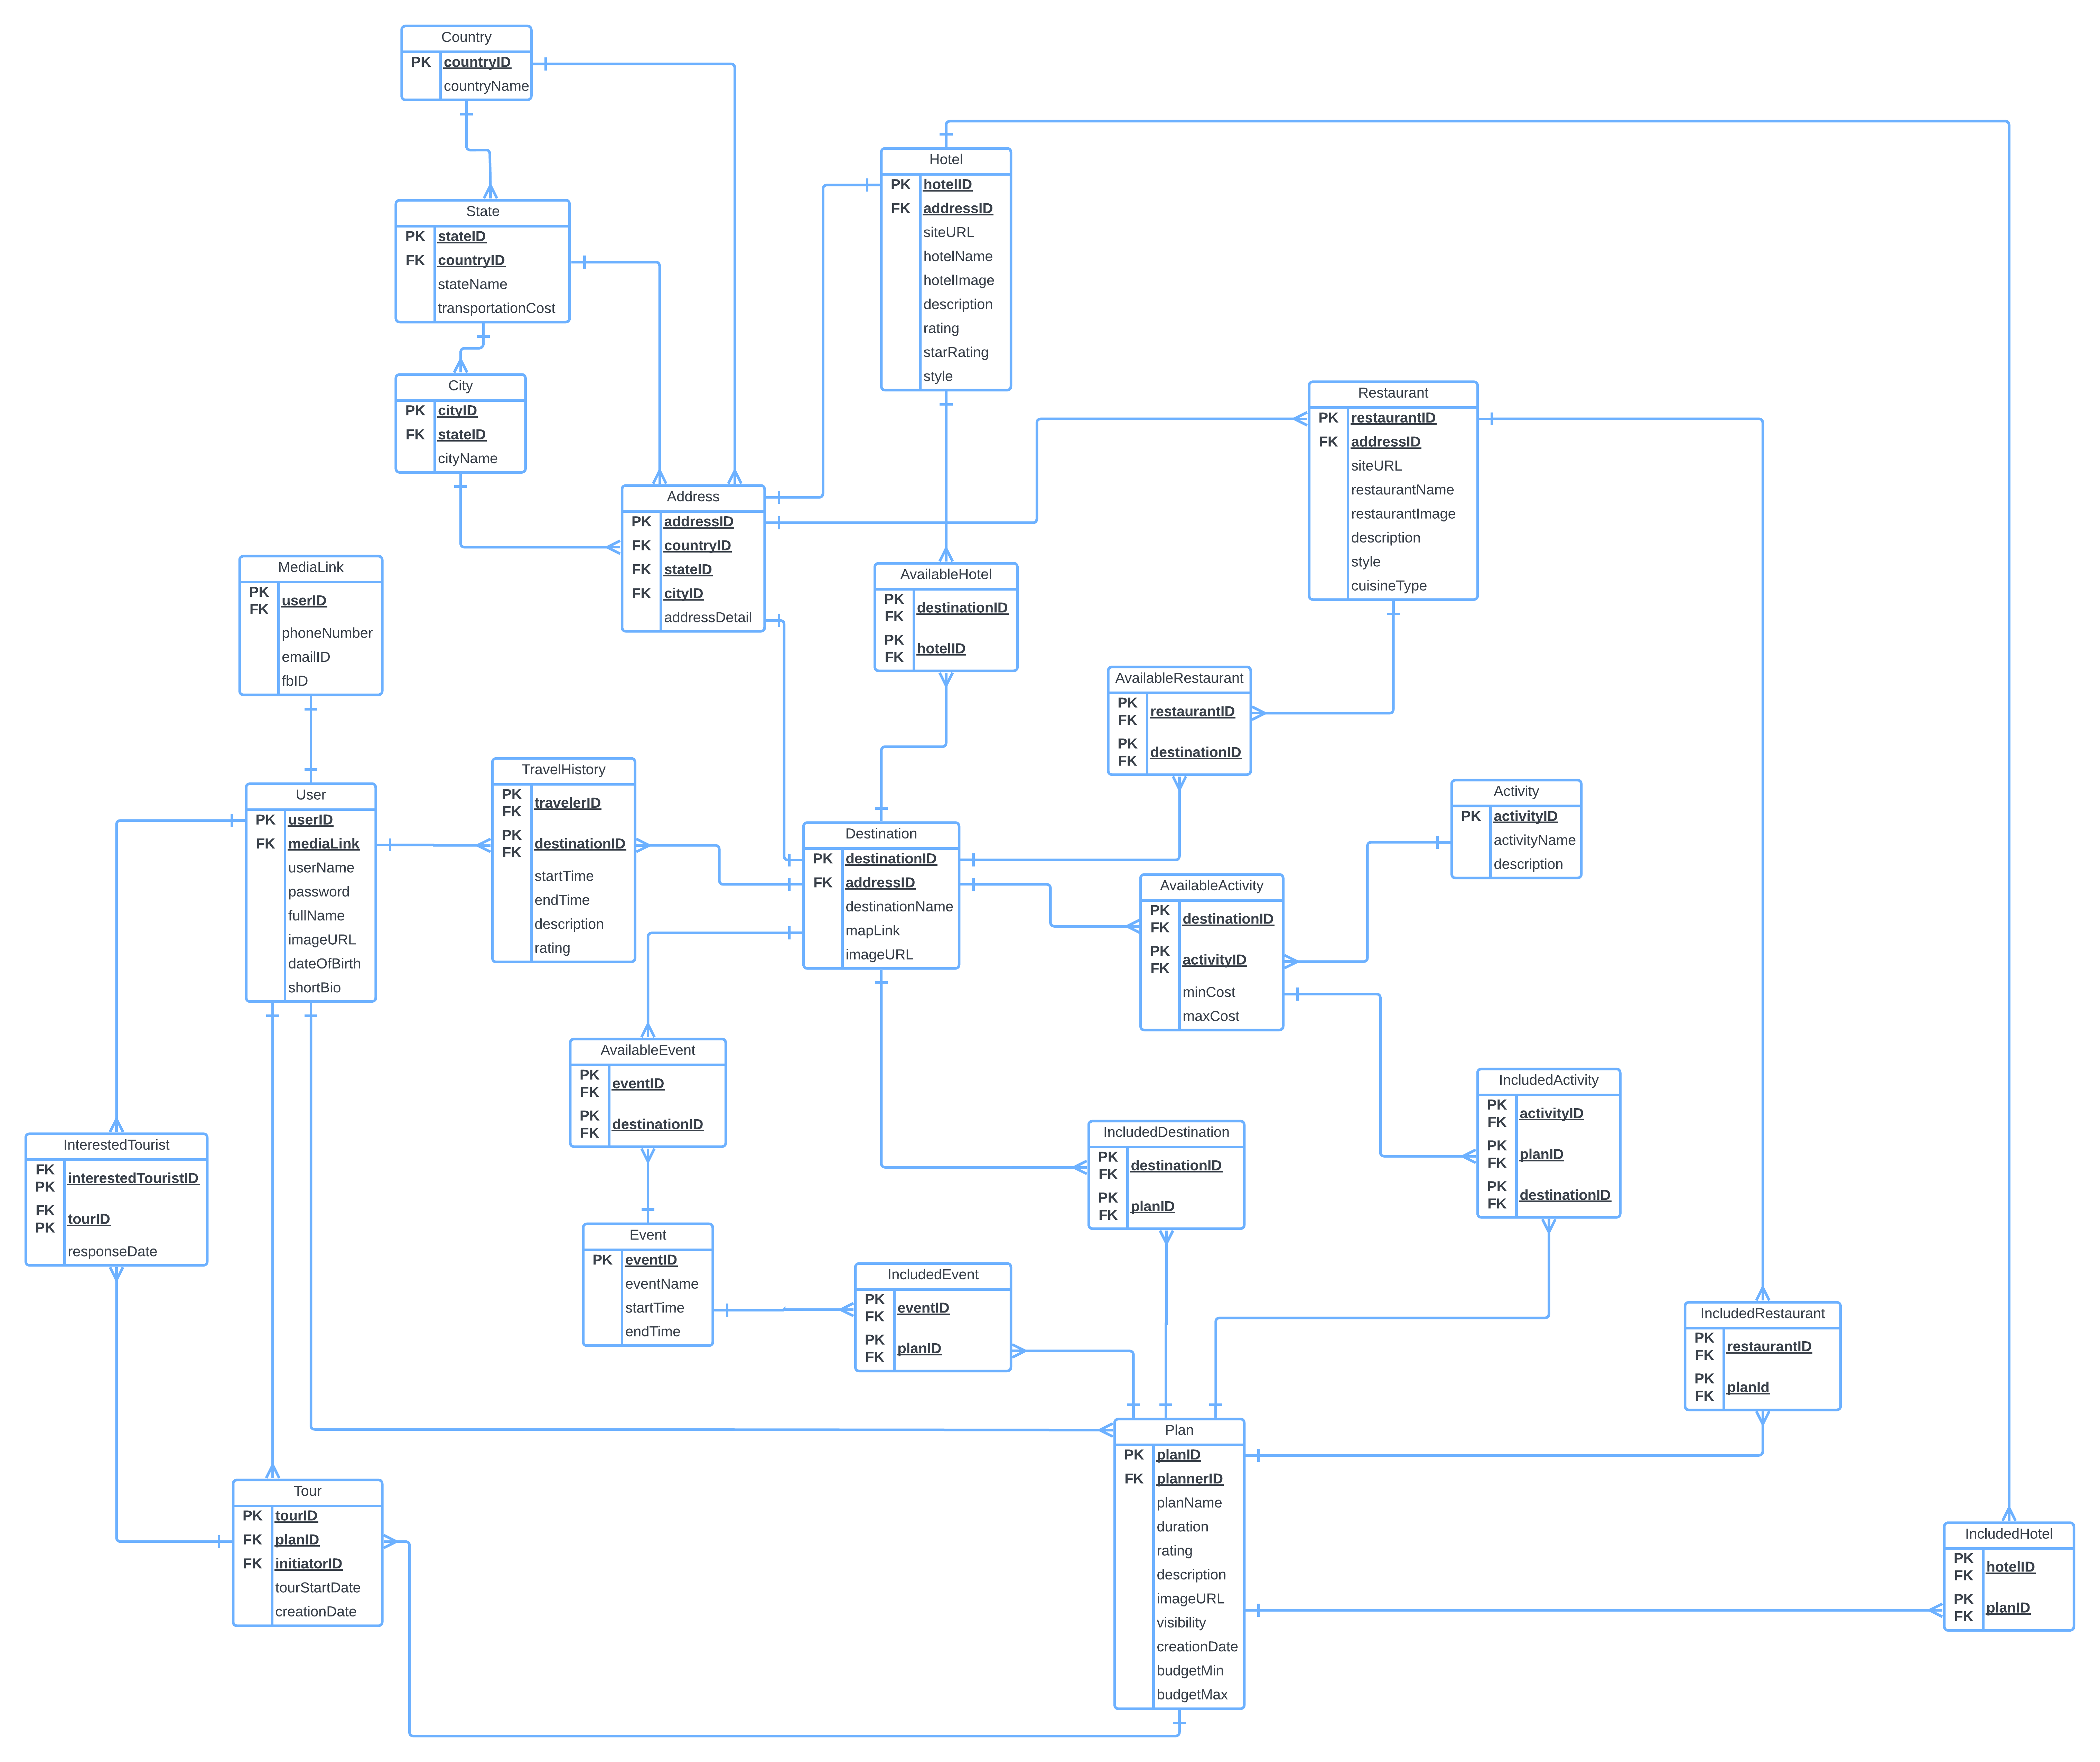 Country
PK countryID
countryName
State
PK stateID
FK countryID
stateName
transportationCost
City
PK cityID
FK stateID
cityName
Hotel
PK hotelID
FK addressID
siteURL
hotelName
hotelImage
description
rating
starRating
style
Restaurant
PK restaurantID
FK addressID
siteURL
restaurantName
restaurantImage
description
style
cuisineType
Address
PK addressID
FK countryID
FK stateID
FK cityID
addressDetail
MediaLink
PK
FK userID
phoneNumber
emailID
fbID
AvailableHotel
PK
FK destinationID
PK
FK hotelID
AvailableRestaurant
PK
FK restaurantID
PK
FK destinationID
User
PK userID
FK mediaLink
userName
password
fullName
imageURL
dateOfBirth
shortBio
TravelHistory
PK
FK travelerID
PK
FK destinationID
startTime
endTime
description
rating
Destination
PK destinationID
FK addressID
destinationName
mapLink
imageURL
Activity
PK activityID
activityName
description
AvailableActivity
PK
FK destinationID
PK
FK activityID
minCost
maxCost
AvailableEvent
PK
FK eventID
PK
FK destinationID
IncludedActivity
PK
FK activityID
PK
FK planID
PK
FK destinationID
InterestedTourist
FK
PK interestedTouristID
FK
PK tourID
responseDate
IncludedDestination
PK
FK destinationID
PK
FK planID
Event
PK eventID
eventName
startTime
endTime
IncludedEvent
PK
FK eventID
PK
FK planID
IncludedRestaurant
PK
FK restaurantID
PK
FK planId
Plan
PK planID
FK plannerID
planName
duration
rating
description
imageURL
visibility
creationDate
budgetMin
budgetMax
Tour
PK tourID
FK planID
FK initiatorID
tourStartDate
creationDate
IncludedHotel
PK
FK hotelID
PK
FK planID